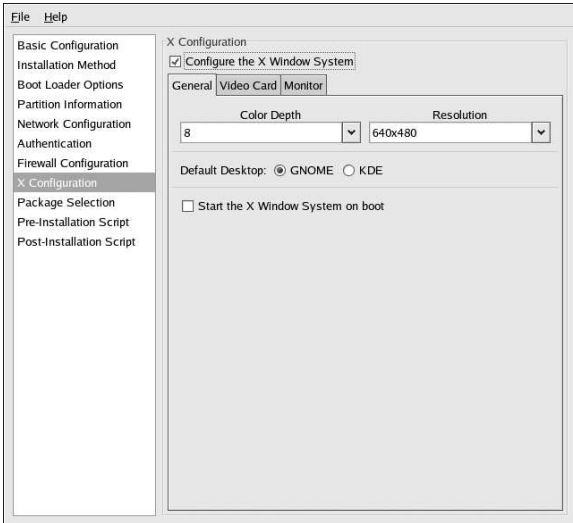 File Help
Basic Configuration
Installation Method
Boot Loader Options
Partition Information
Network Configuration
Authentication
Firewall Configuration
X Configuration
Package Selection
Pre-Installation Script
Post-Installation Script
X Configuration
Configure the X Window System
General Video Card Monitor
Color Depth Resolution
8 640x480
Default Desktop: GNOME KDE
Start the X Window System on boot